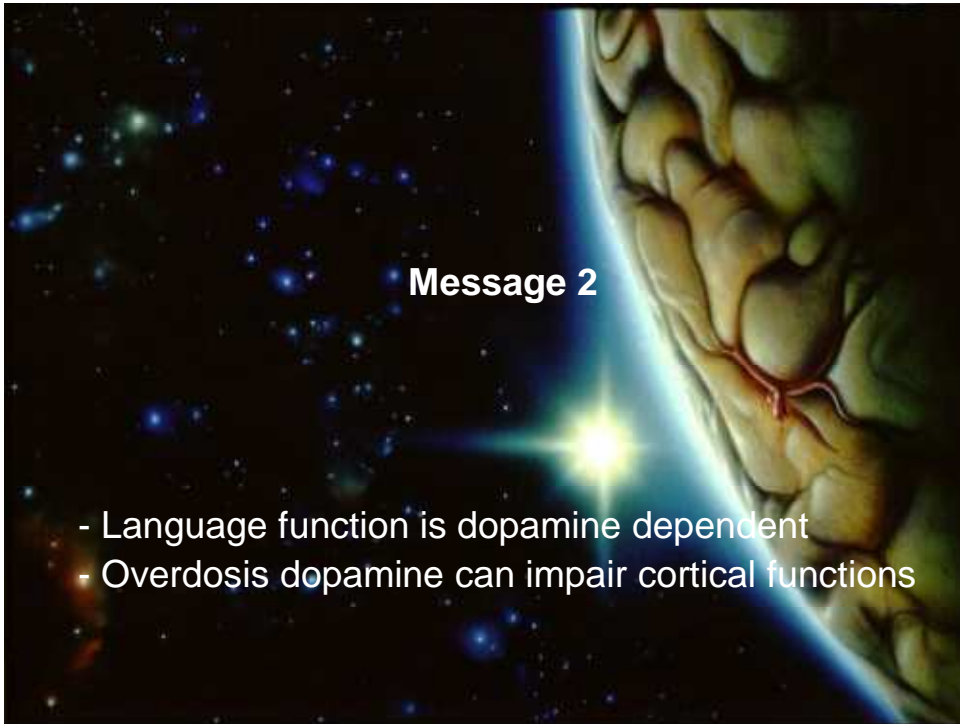 Message 2
- Language function is dopamine dependent
- Overdosis dopamine can impair cortical functions